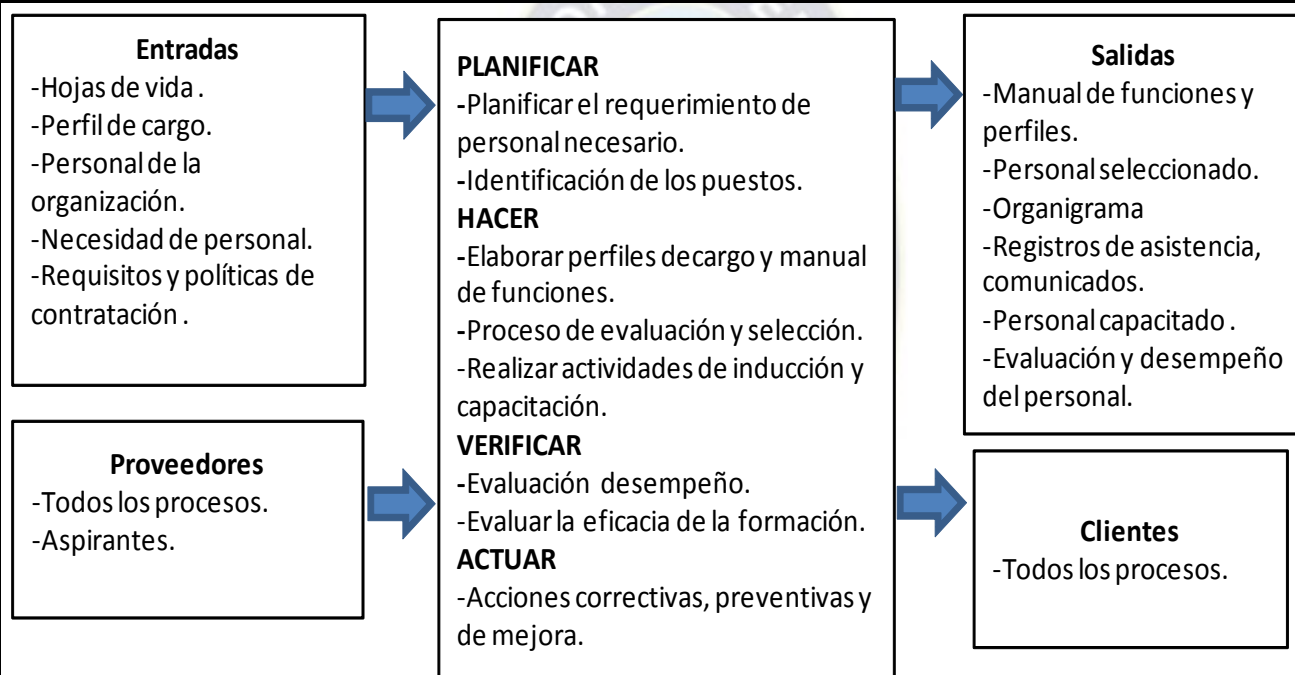 Entradas
-Hojas de vida .
-Perfil de cargo.
-Personal de la
organización.
-Necesidad de personal.
-Requisitos y políticas de
contratación .
Proveedores
-Todos los procesos.
-Aspirantes.
PLANIFICAR
-Planificar el requerimiento de
personal necesario.
-Identificación de los puestos.
HACER
-Elaborar perfiles decargo y manual
de funciones.
-Proceso de evaluación y selección.
-Realizar actividades de inducción y
capacitación.
VERIFICAR
-Evaluación desempeño.
-Evaluar la eficacia de la formación.
ACTUAR
-Acciones correctivas, preventivas y
de mejora.
Salidas
-Manual de funciones y
perfiles.
-Personal seleccionado.
-Organigrama
-Registros de asistencia,
comunicados.
-Personal capacitado .
-Evaluación y desempeño
del personal.
Clientes
-Todos los procesos.